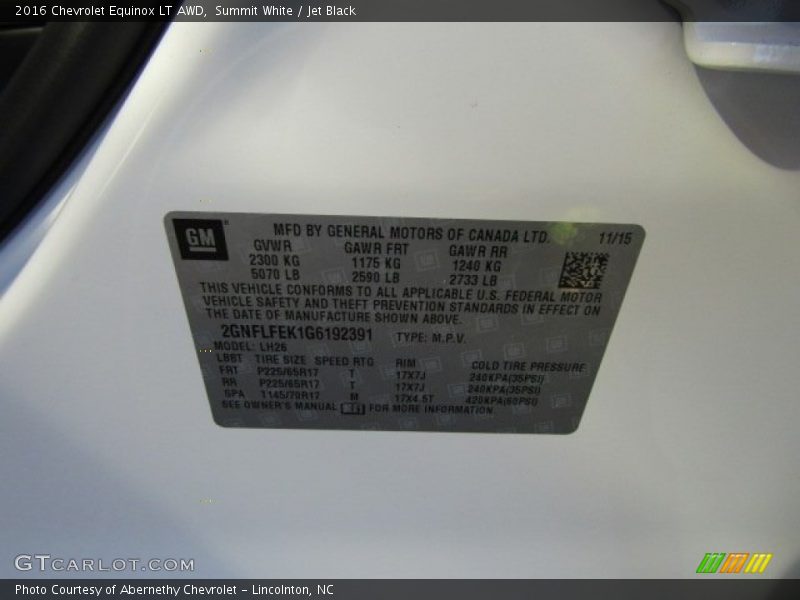 2016 Chevrolet Equinox LT AWD,  Summit White / Jet Black
GM
MFD BY GENERAL MOTORS OF CANADA LTD. 11/15
GVWR GAWR FRT GAWR RR
2300 KG 1175 KG 1240 KG
5070 LB 2590 LB 2733 LB
THIS VEHICLE CONFORMS TO ALL APPLICABLE U.S. FEDERAL MOTOR
VEHICLE SAFETY AND THEFT PREVENTION STANDARDS IN EFFECT ON
THE DATE OF MANUFACTURE SHOWN ABOVE.
2GNFLFEK1G6192391 TYPE: M.P.V.
MODEL: LH26
LBBT TIRE SIZE SPEED RTG RIM COLD TIRE PRESSURE
FRT P225/65R17 T 17X7J 240KPA(35PSI)
RR P225/65R17 T 17X7J 240KPA(35PSI)
SPA T145/70R17 M 17X4.5T 420KPA(60PSI)
SEE OWNER'S MANUAL FOR MORE INFORMATION
GTCARLOT.COM
Photo Courtesy of Abernethy Chevrolet – Lincolnton, NC